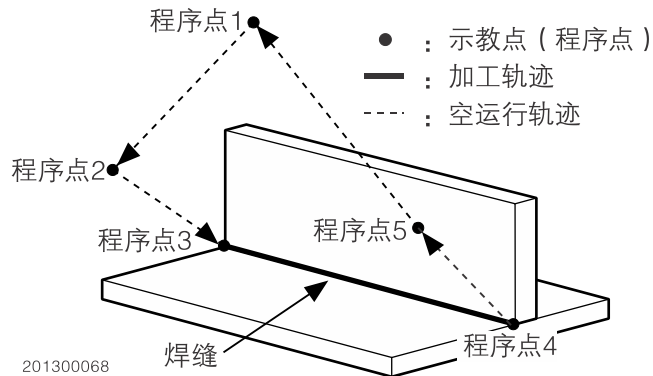 程序点1
● ：示教点（程序点）
：加工轨迹
：空运行轨迹
程序点2
程序点3
程序点5
程序点4
焊缝
201300068